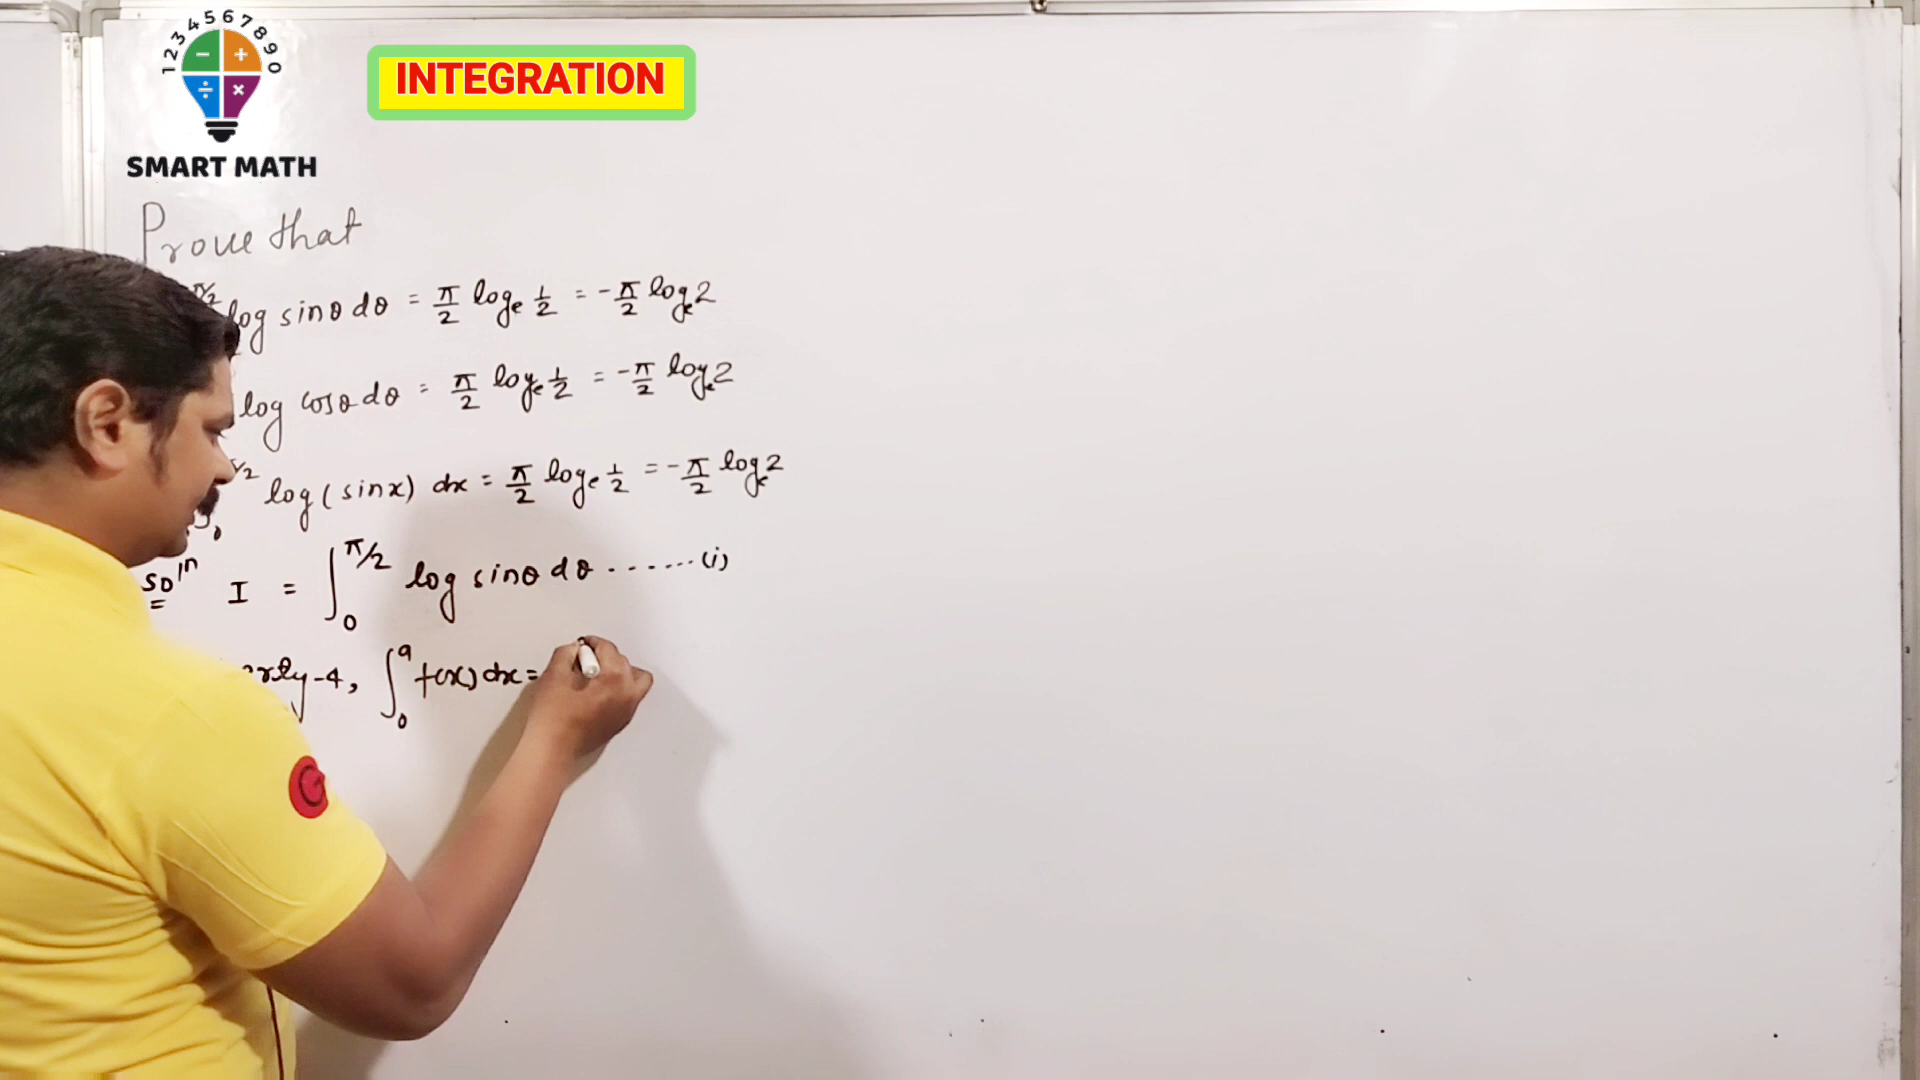 1234567890
− +
÷ ×
SMART MATH
INTEGRATION
Prove that
π/2 log sinθ dθ = π/2 logₑ 1/2 = -π/2 logₑ2
log cosθ dθ = π/2 logₑ 1/2 = -π/2 logₑ2
∫₀ /2 log(sinx) dx = π/2 logₑ 1/2 = -π/2 logₑ2
Solⁿ I = ∫₀^π/2 log sinθ dθ .......(i)
-4, ∫₀^a f(x) dx =